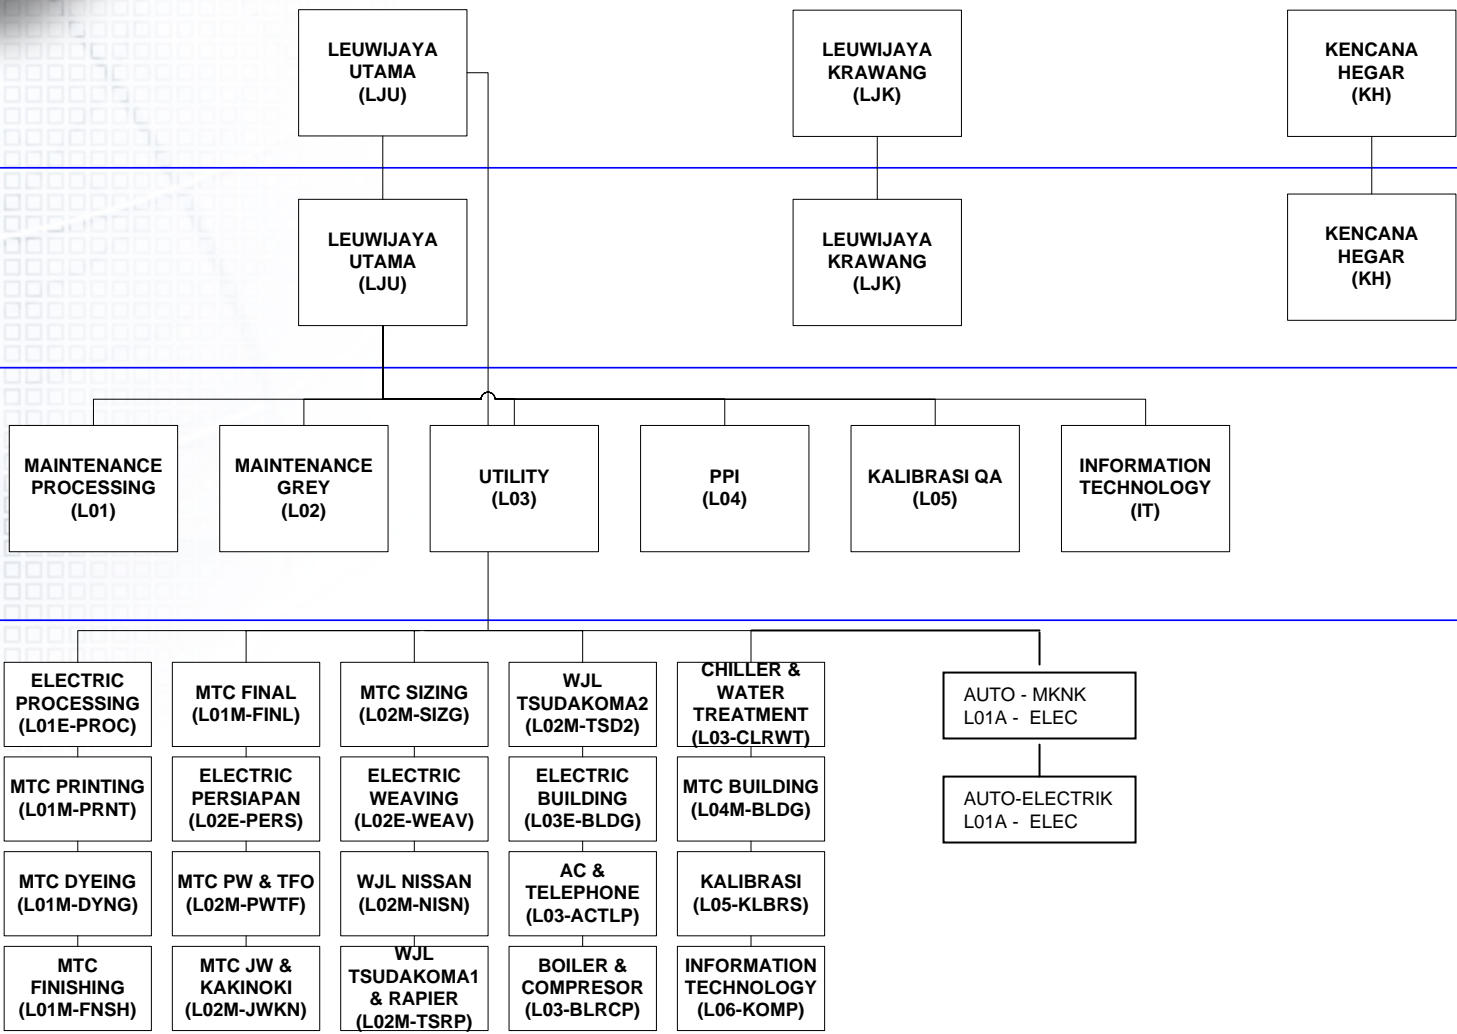 LEUWIJAYA
UTAMA
(LJU)
LEUWIJAYA
KRAWANG
(LJK)
KENCANA
HEGAR
(KH)
LEUWIJAYA
UTAMA
(LJU)
LEUWIJAYA
KRAWANG
(LJK)
KENCANA
HEGAR
(KH)
MAINTENANCE
PROCESSING
(L01)
MAINTENANCE
GREY
(L02)
UTILITY
(L03)
PPI
(L04)
KALIBRASI QA
(L05)
INFORMATION
TECHNOLOGY
(IT)
ELECTRIC
PROCESSING
(L01E-PROC)
MTC FINAL
(L01M-FINL)
MTC SIZING
(L02M-SIZG)
WJL
TSUDAKOMA2
(L02M-TSD2)
CHILLER &
WATER
TREATMENT
(L03-CLRWT)
AUTO - MKNK
L01A - ELEC
MTC PRINTING
(L01M-PRNT)
ELECTRIC
PERSIAPAN
(L02E-PERS)
ELECTRIC
WEAVING
(L02E-WEAV)
ELECTRIC
BUILDING
(L03E-BLDG)
MTC BUILDING
(L04M-BLDG)
AUTO-ELECTRIK
L01A - ELEC
MTC DYEING
(L01M-DYNG)
MTC PW & TFO
(L02M-PWTF)
WJL NISSAN
(L02M-NISN)
AC &
TELEPHONE
(L03-ACTLP)
KALIBRASI
(L05-KLBRS)
MTC
FINISHING
(L01M-FNSH)
MTC JW &
KAKINOKI
(L02M-JWKN)
WJL
TSUDAKOMA1
& RAPIER
(L02M-TSRP)
BOILER &
COMPRESOR
(L03-BLRCP)
INFORMATION
TECHNOLOGY
(L06-KOMP)